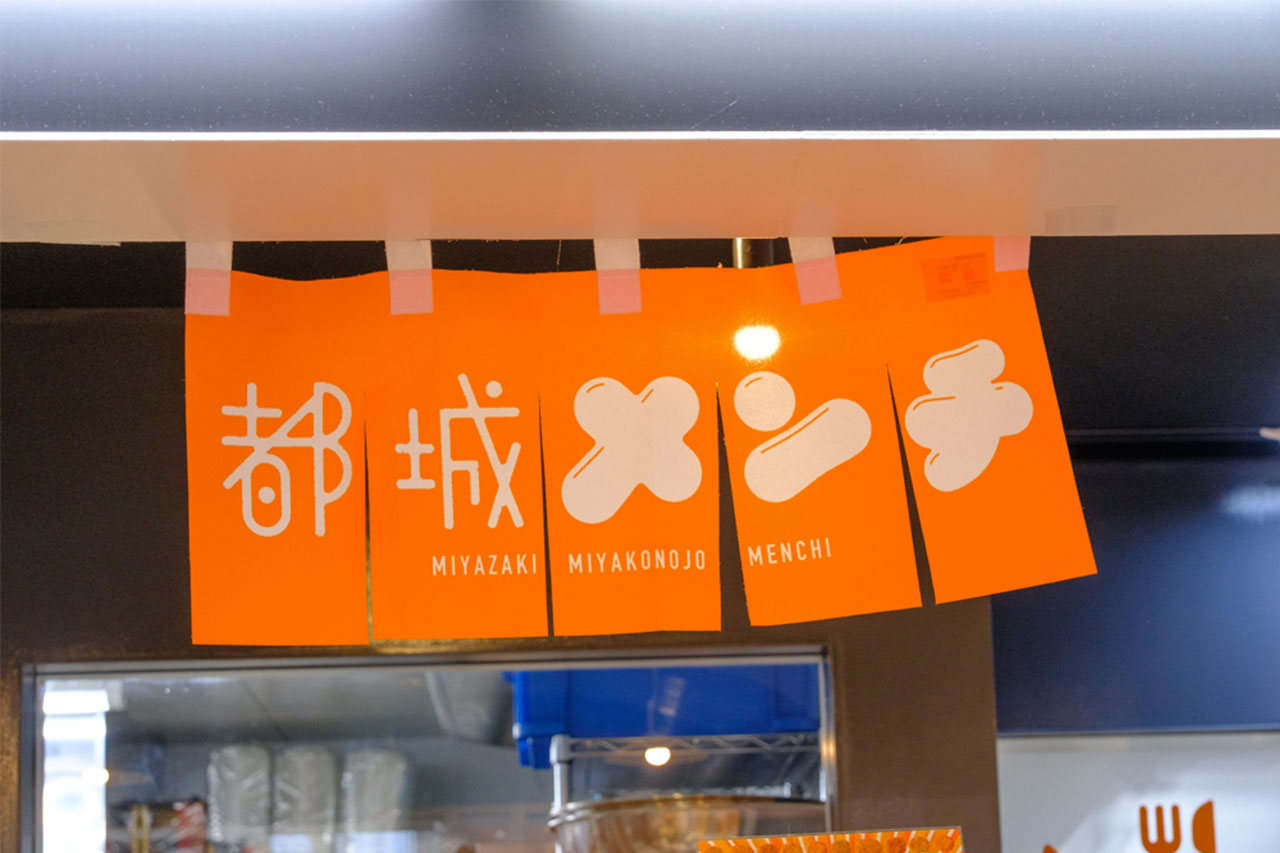 都城メンチ
MIYAZAKI MIYAKONOJO MENCHI